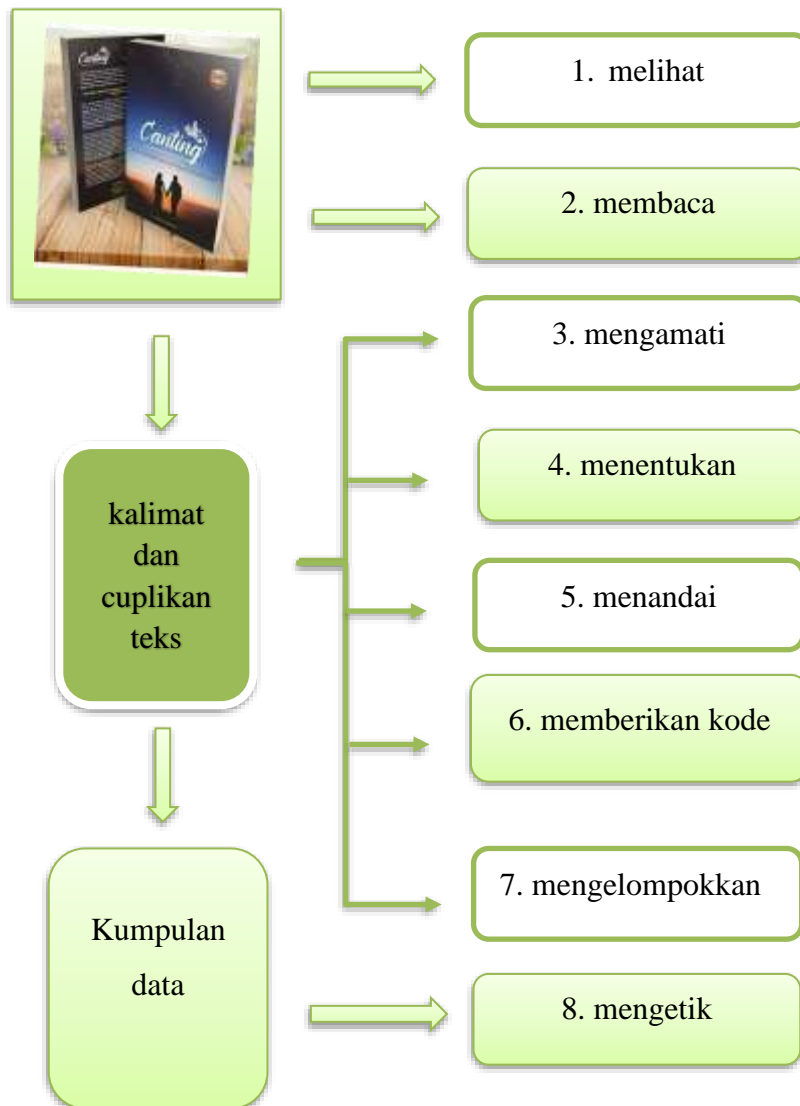 Canting
Canting
1. melihat
2. membaca
3. mengamati
4. menentukan
kalimat
dan
cuplikan
teks
5. menandai
6. memberikan kode
7. mengelompokkan
Kumpulan
data
8. mengetik